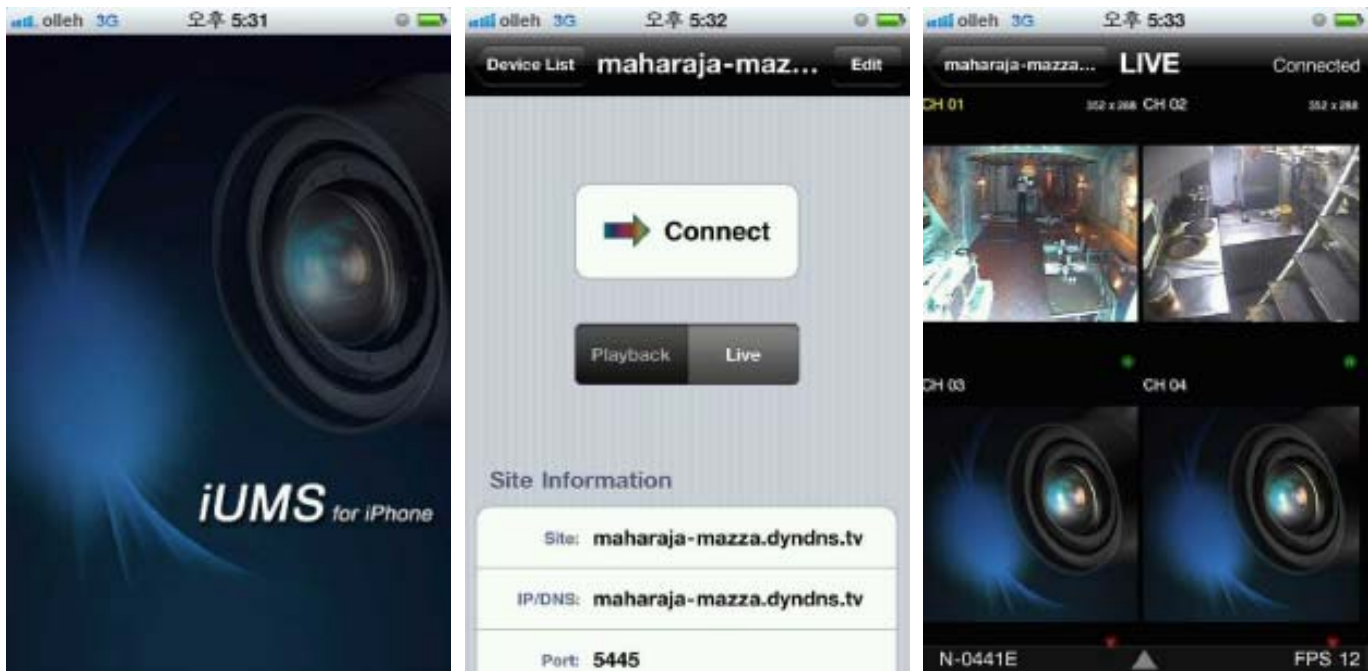 olleh 3G 오후 5:31
iUMS for iPhone
olleh 3G 오후 5:32
Device List maharaja-maz... Edit
Connect
Playback Live
Site Information
Site: maharaja-mazza.dyndns.tv
IP/DNS: maharaja-mazza.dyndns.tv
Port: 5445
olleh 3G 오후 5:33
maharaja-mazza... LIVE Connected
CH 01 352 x 288 CH 02 352 x 288
CH 03 CH 04
N-0441E FPS 12